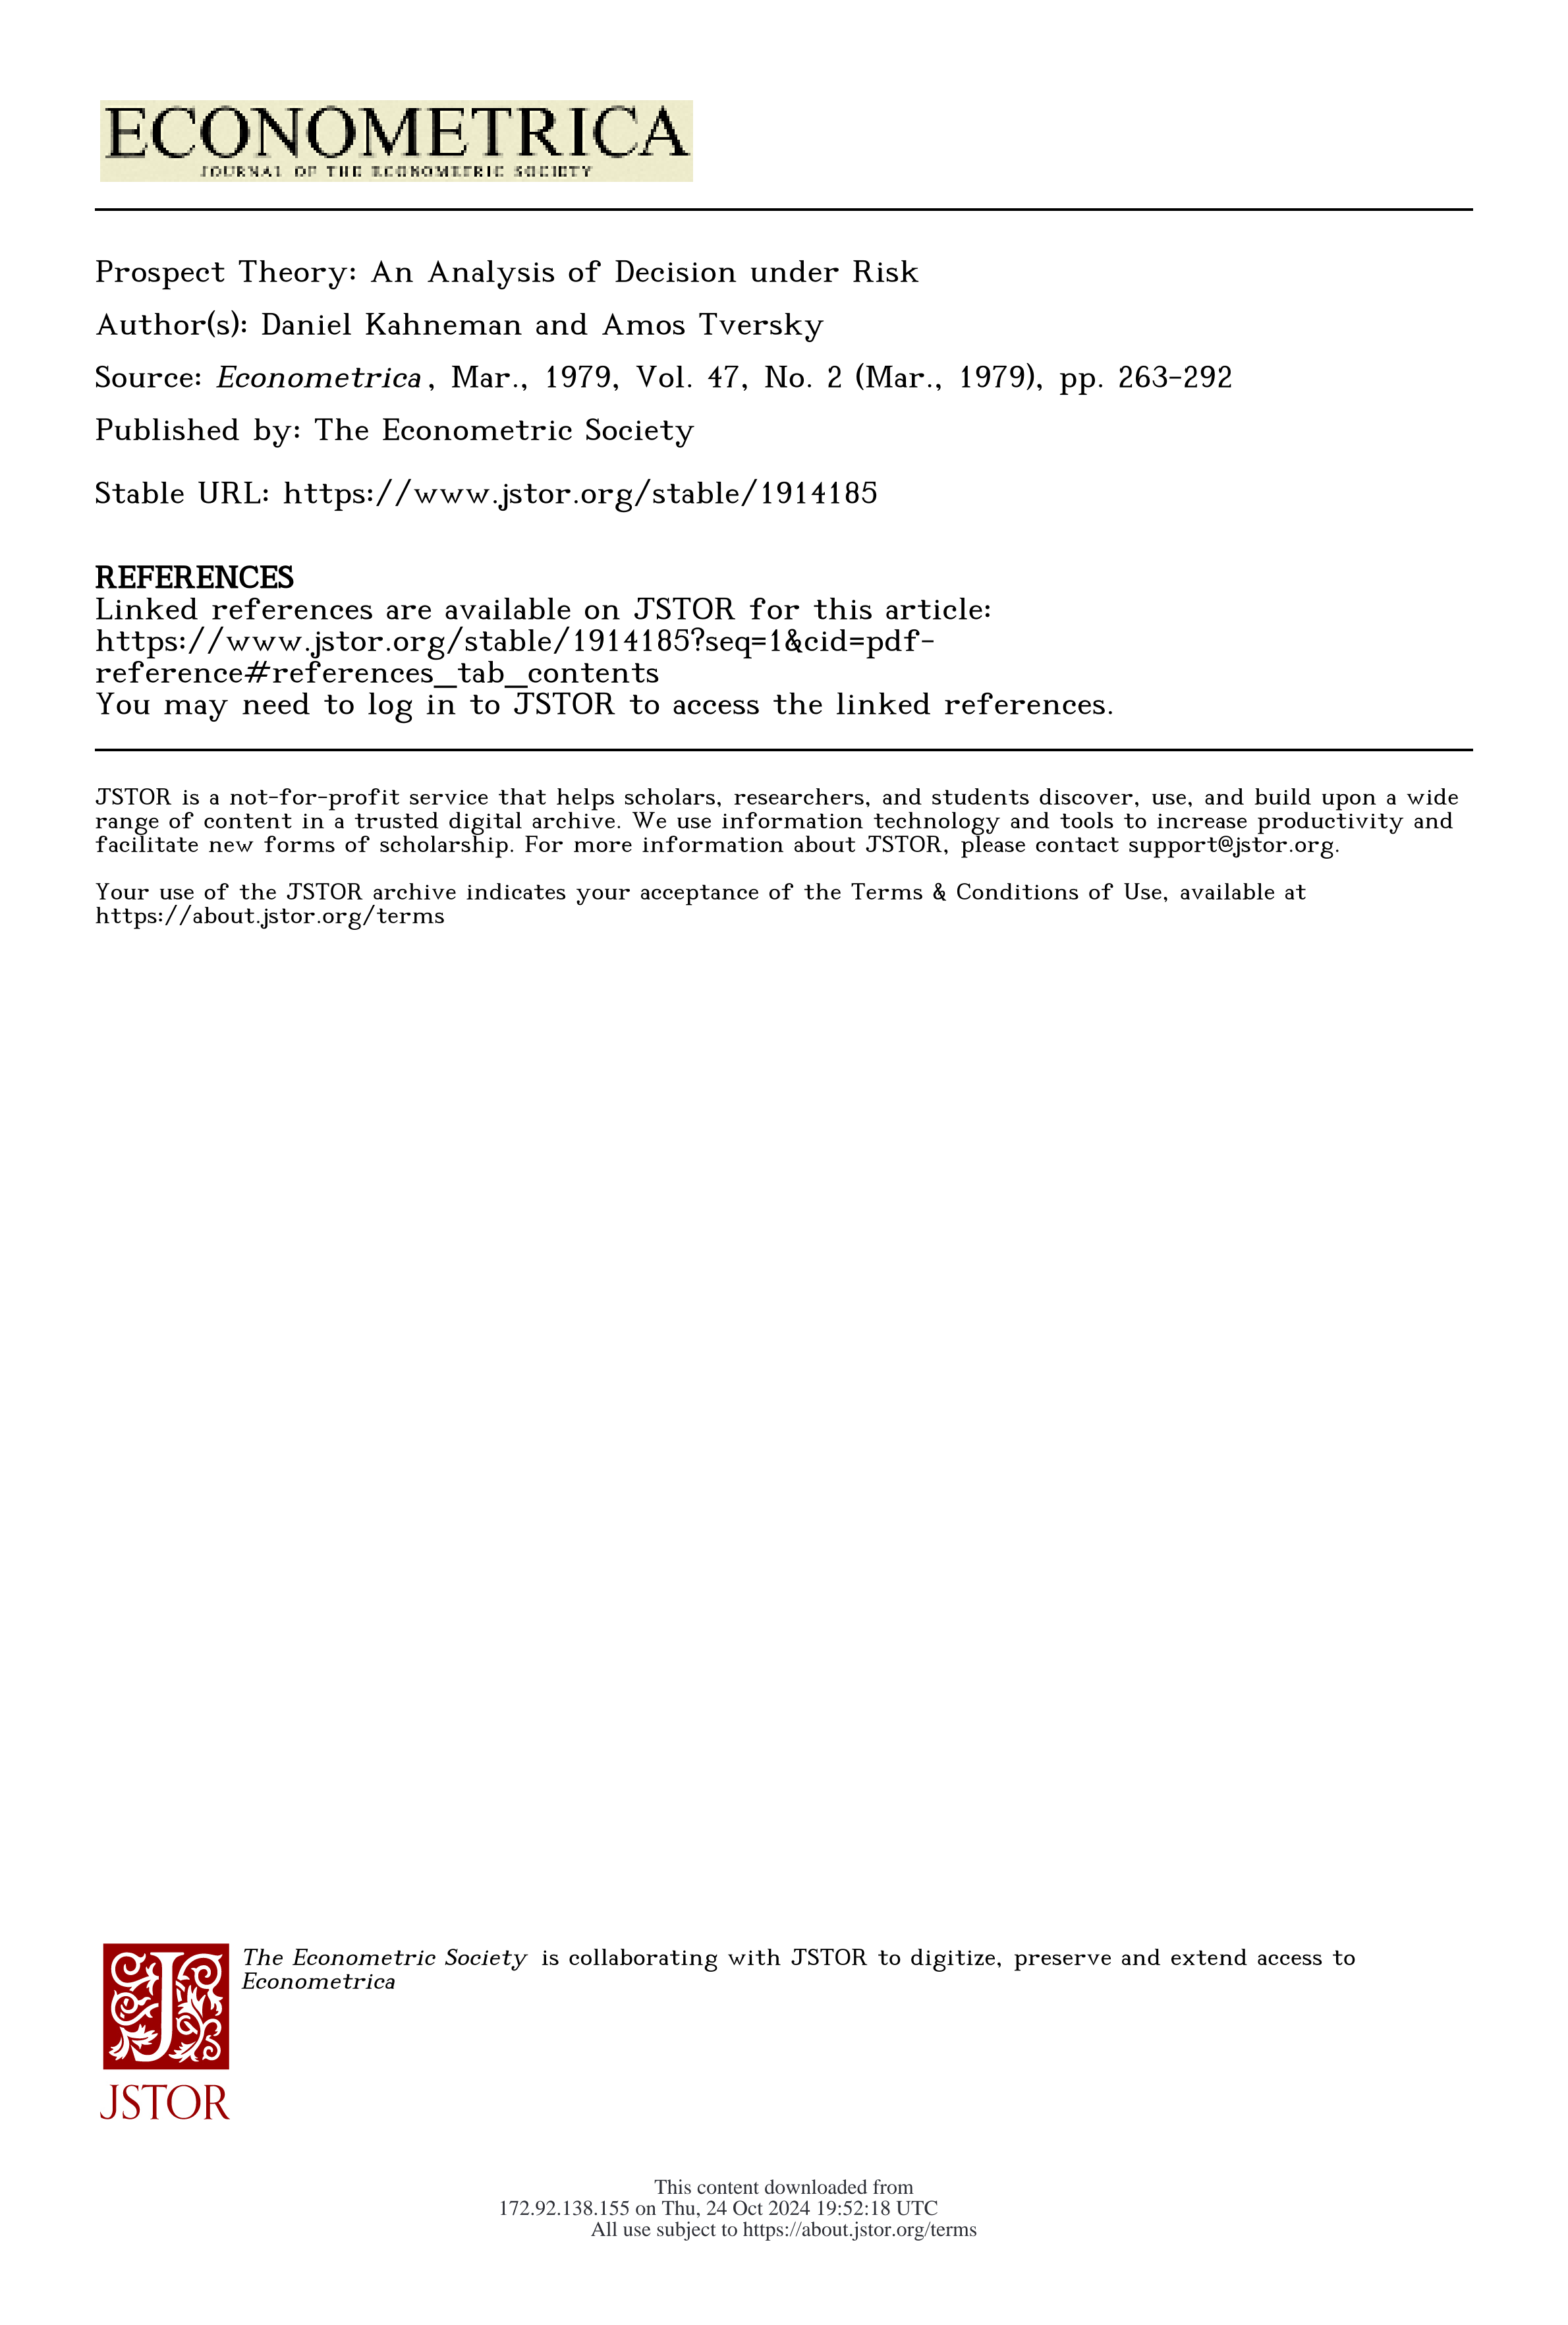 ECONOMETRICA
JOURNAL OF THE ECONOMETRIC SOCIETY
Prospect Theory: An Analysis of Decision under Risk
Author(s): Daniel Kahneman and Amos Tversky
Source: Econometrica, Mar., 1979, Vol. 47, No. 2 (Mar., 1979), pp. 263-292
Published by: The Econometric Society
Stable URL: https://www.jstor.org/stable/1914185
REFERENCES
Linked references are available on JSTOR for this article:
https://www.jstor.org/stable/1914185?seq=1&cid=pdf-
reference#references_tab_contents
You may need to log in to JSTOR to access the linked references.
JSTOR is a not-for-profit service that helps scholars, researchers, and students discover, use, and build upon a wide
range of content in a trusted digital archive. We use information technology and tools to increase productivity and
facilitate new forms of scholarship. For more information about JSTOR, please contact support@jstor.org.
Your use of the JSTOR archive indicates your acceptance of the Terms & Conditions of Use, available at
https://about.jstor.org/terms
The Econometric Society is collaborating with JSTOR to digitize, preserve and extend access to
Econometrica
J
JSTOR
This content downloaded from
172.92.138.155 on Thu, 24 Oct 2024 19:52:18 UTC
All use subject to https://about.jstor.org/terms